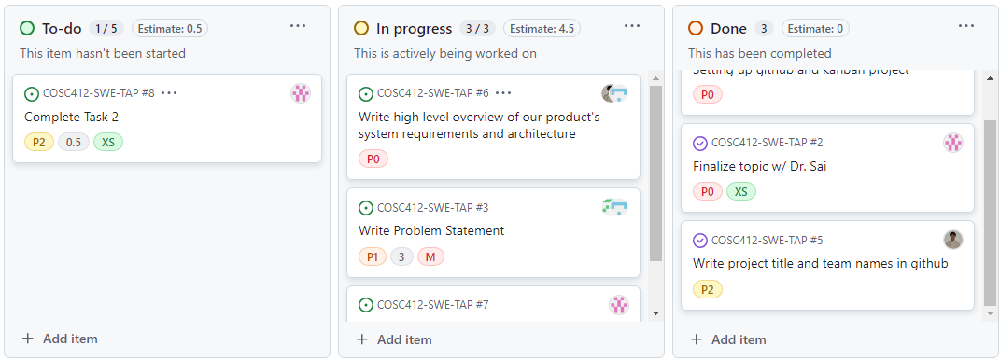 To-do 1 / 5 Estimate: 0.5
This item hasn't been started
COSC412-SWE-TAP #8
Complete Task 2
P2 0.5 XS
+ Add item
In progress 3 / 3 Estimate: 4.5
This is actively being worked on
COSC412-SWE-TAP #6
Write high level overview of our product's
system requirements and architecture
P0
COSC412-SWE-TAP #3
Write Problem Statement
P1 3 M
COSC412-SWE-TAP #7
+ Add item
Done 3 Estimate: 0
This has been completed
Setting up github and kanban project
P0
COSC412-SWE-TAP #2
Finalize topic w/ Dr. Sai
P0 XS
COSC412-SWE-TAP #5
Write project title and team names in github
P2
+ Add item